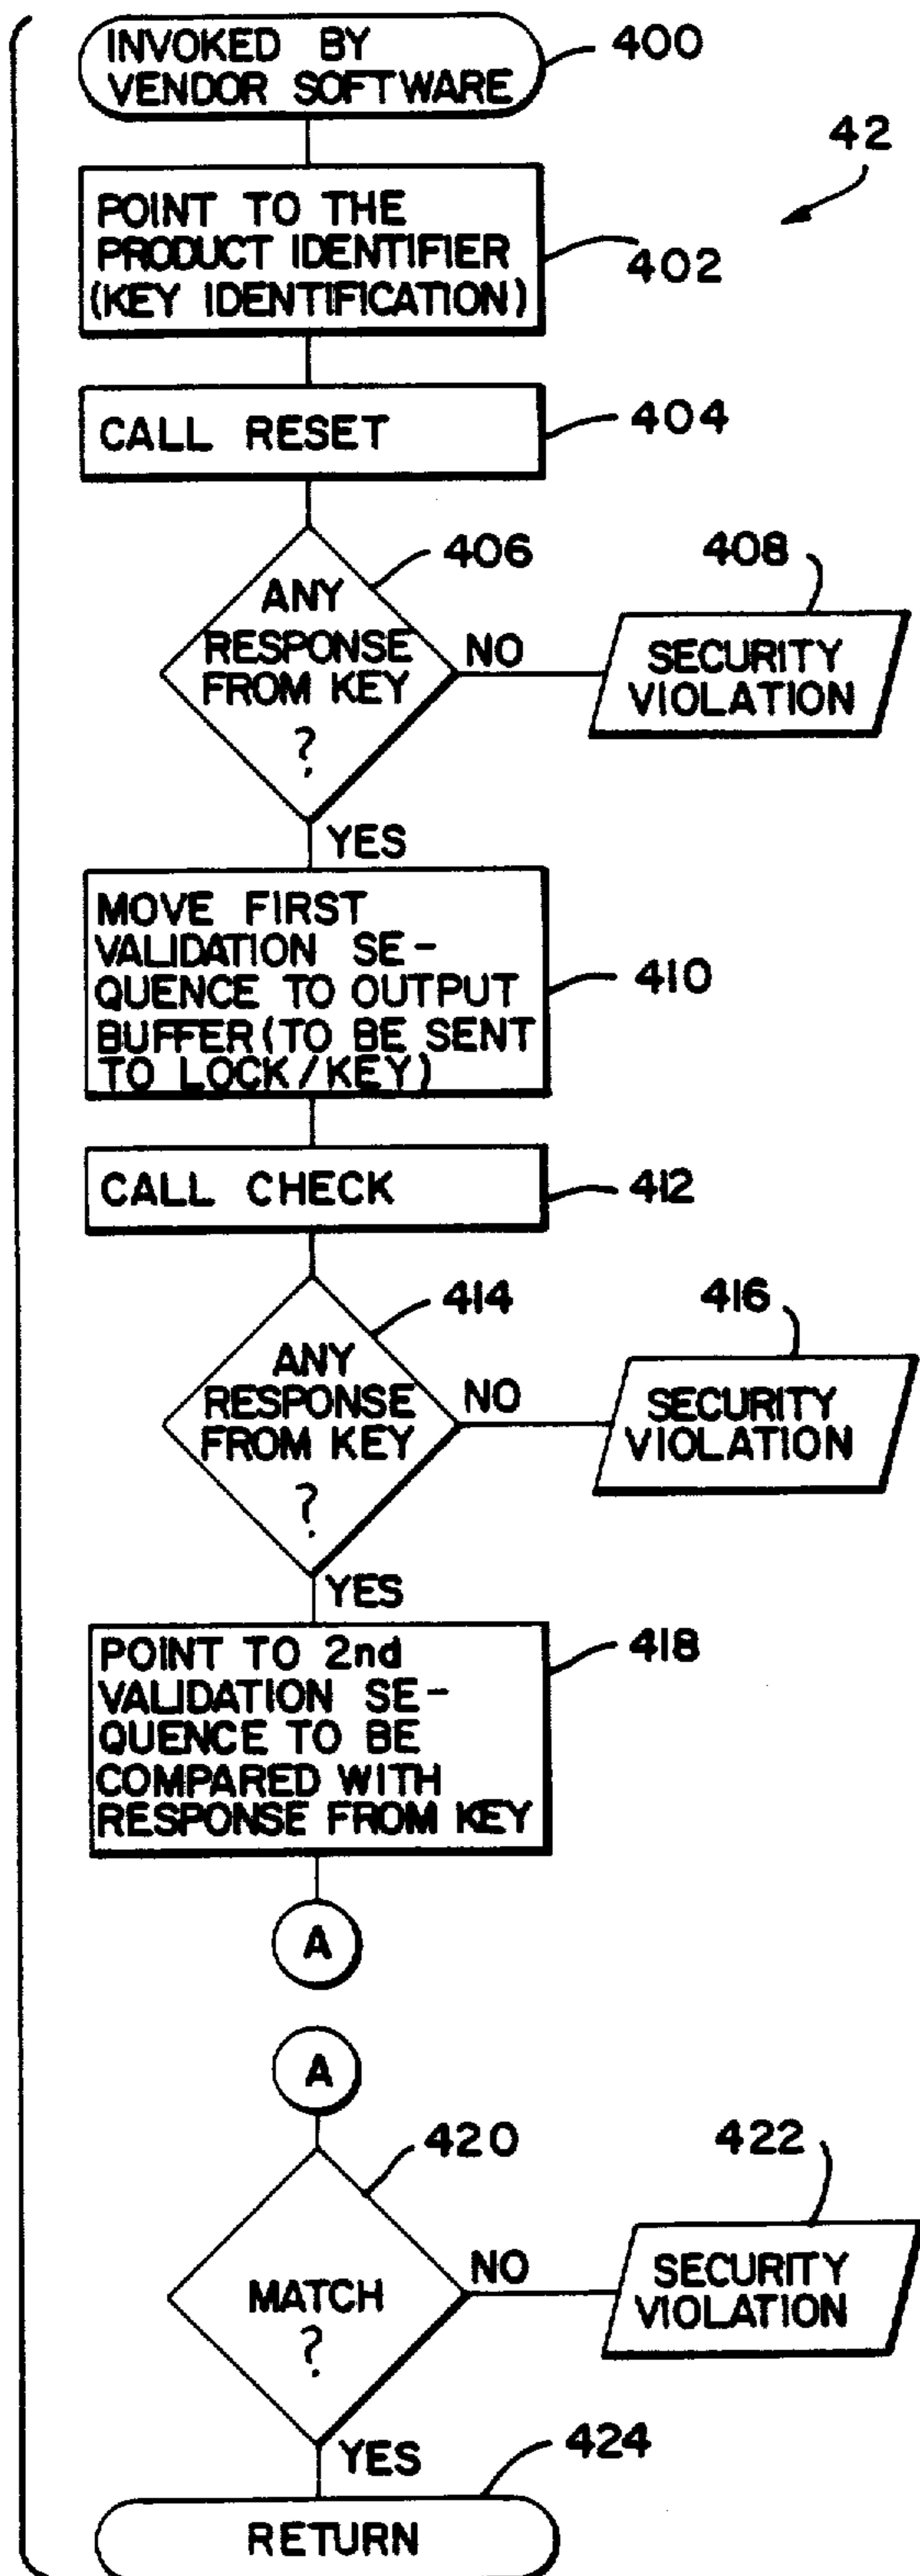 INVOKED BY
VENDOR SOFTWARE
400
42
POINT TO THE
PRODUCT IDENTIFIER
(KEY IDENTIFICATION)
402
CALL RESET
404
406
ANY
RESPONSE
FROM KEY
?
NO
408
SECURITY
VIOLATION
YES
MOVE FIRST
VALIDATION SE-
QUENCE TO OUTPUT
BUFFER (TO BE SENT
TO LOCK/KEY)
410
CALL CHECK
412
414
ANY
RESPONSE
FROM KEY
?
NO
416
SECURITY
VIOLATION
YES
POINT TO 2nd
VALIDATION SE-
QUENCE TO BE
COMPARED WITH
RESPONSE FROM KEY
418
A
A
420
MATCH
?
NO
422
SECURITY
VIOLATION
YES
424
RETURN